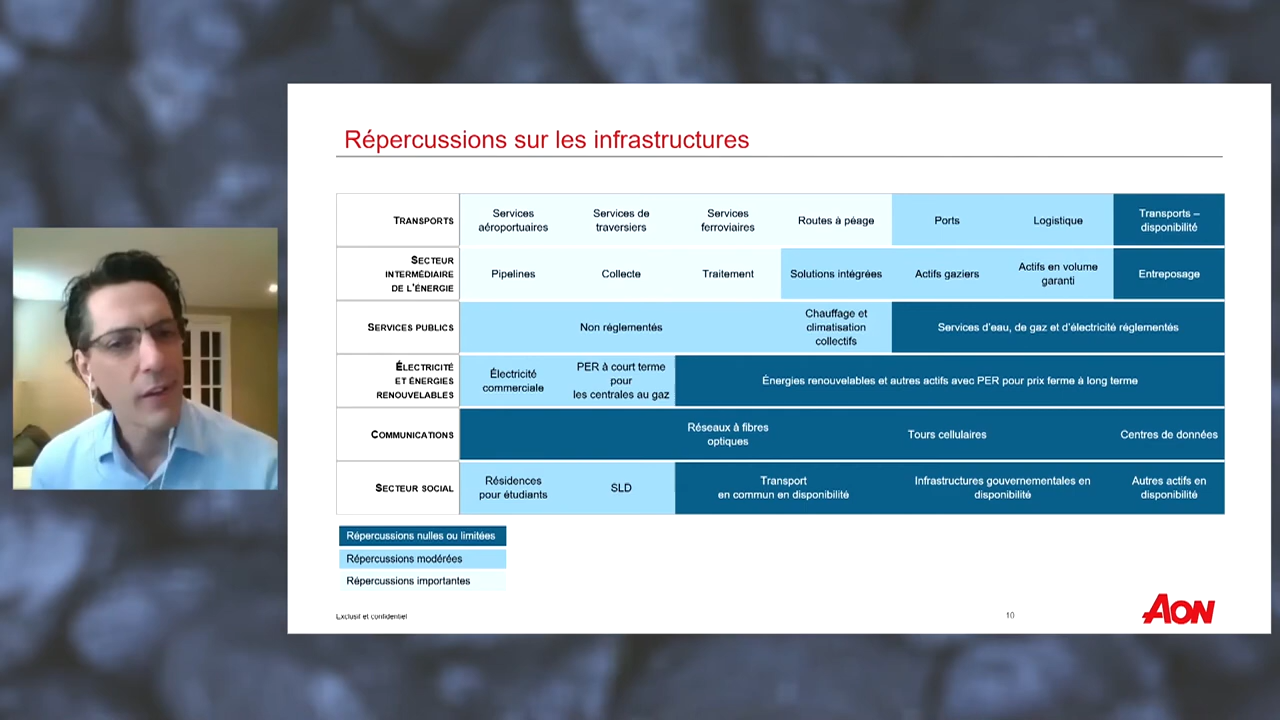 Répercussions sur les infrastructures
TRANSPORTS
Services
aéroportuaires
Services de
traversiers
Services
ferroviaires
Routes à péage
Ports
Logistique
Transports –
disponibilité
SECTEUR
INTERMÉDIAIRE
DE L'ÉNERGIE
Pipelines
Collecte
Traitement
Solutions intégrées
Actifs gaziers
Actifs en volume
garanti
Entreposage
SERVICES PUBLICS
Non réglementés
Chauffage et
climatisation
collectifs
Services d'eau, de gaz et d'électricité réglementés
ÉLECTRICITÉ
ET ÉNERGIES
RENOUVELABLES
Électricité
commerciale
PER à court terme
pour
les centrales au gaz
Énergies renouvelables et autres actifs avec PER pour prix ferme à long terme
COMMUNICATIONS
Réseaux à fibres
optiques
Tours cellulaires
Centres de données
SECTEUR SOCIAL
Résidences
pour étudiants
SLD
Transport
en commun en disponibilité
Infrastructures gouvernementales en
disponibilité
Autres actifs en
disponibilité
Répercussions nulles ou limitées
Répercussions modérées
Répercussions importantes
Exclusif et confidentiel
10
AON